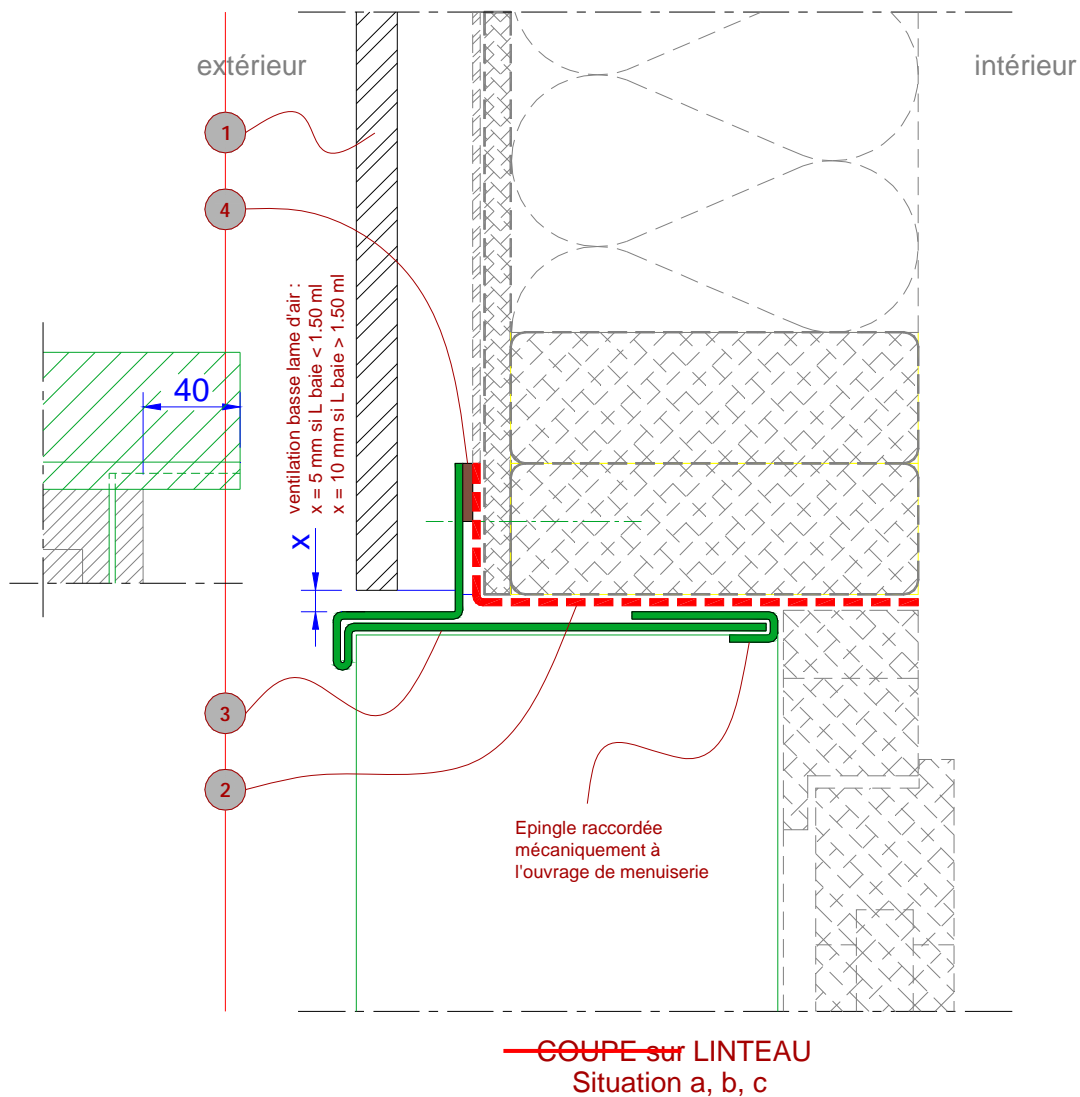 extérieur
intérieur
1
4
ventilation basse lame d'air :
x = 5 mm si L baie < 1.50 ml
x = 10 mm si L baie > 1.50 ml
40
X
3
2
Epingle raccordée
mécaniquement à
l'ouvrage de menuiserie
COUPE sur LINTEAU
Situation a, b, c